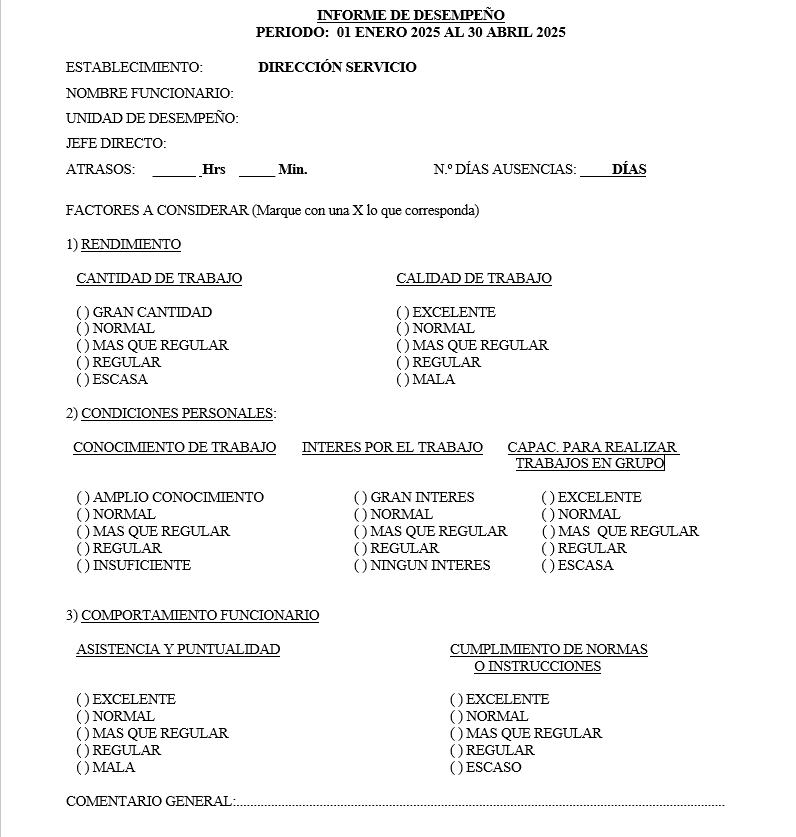 INFORME DE DESEMPEÑO
PERIODO: 01 ENERO 2025 AL 30 ABRIL 2025
ESTABLECIMIENTO: DIRECCIÓN SERVICIO
NOMBRE FUNCIONARIO:
UNIDAD DE DESEMPEÑO:
JEFE DIRECTO:
ATRASOS: ______ .Hrs _____ Min. N.º DÍAS AUSENCIAS: ____ DÍAS
FACTORES A CONSIDERAR (Marque con una X lo que corresponda)
1) RENDIMIENTO
CANTIDAD DE TRABAJO CALIDAD DE TRABAJO
( ) GRAN CANTIDAD ( ) EXCELENTE
( ) NORMAL ( ) NORMAL
( ) MAS QUE REGULAR ( ) MAS QUE REGULAR
( ) REGULAR ( ) REGULAR
( ) ESCASA ( ) MALA
2) CONDICIONES PERSONALES:
CONOCIMIENTO DE TRABAJO INTERES POR EL TRABAJO CAPAC. PARA REALIZAR
TRABAJOS EN GRUPO
( ) AMPLIO CONOCIMIENTO ( ) GRAN INTERES ( ) EXCELENTE
( ) NORMAL ( ) NORMAL ( ) NORMAL
( ) MAS QUE REGULAR ( ) MAS QUE REGULAR ( ) MAS QUE REGULAR
( ) REGULAR ( ) REGULAR ( ) REGULAR
( ) INSUFICIENTE ( ) NINGUN INTERES ( ) ESCASA
3) COMPORTAMIENTO FUNCIONARIO
ASISTENCIA Y PUNTUALIDAD CUMPLIMIENTO DE NORMAS
O INSTRUCCIONES
( ) EXCELENTE ( ) EXCELENTE
( ) NORMAL ( ) NORMAL
( ) MAS QUE REGULAR ( ) MAS QUE REGULAR
( ) REGULAR ( ) REGULAR
( ) MALA ( ) ESCASO
COMENTARIO GENERAL:..........................................................................................................................................